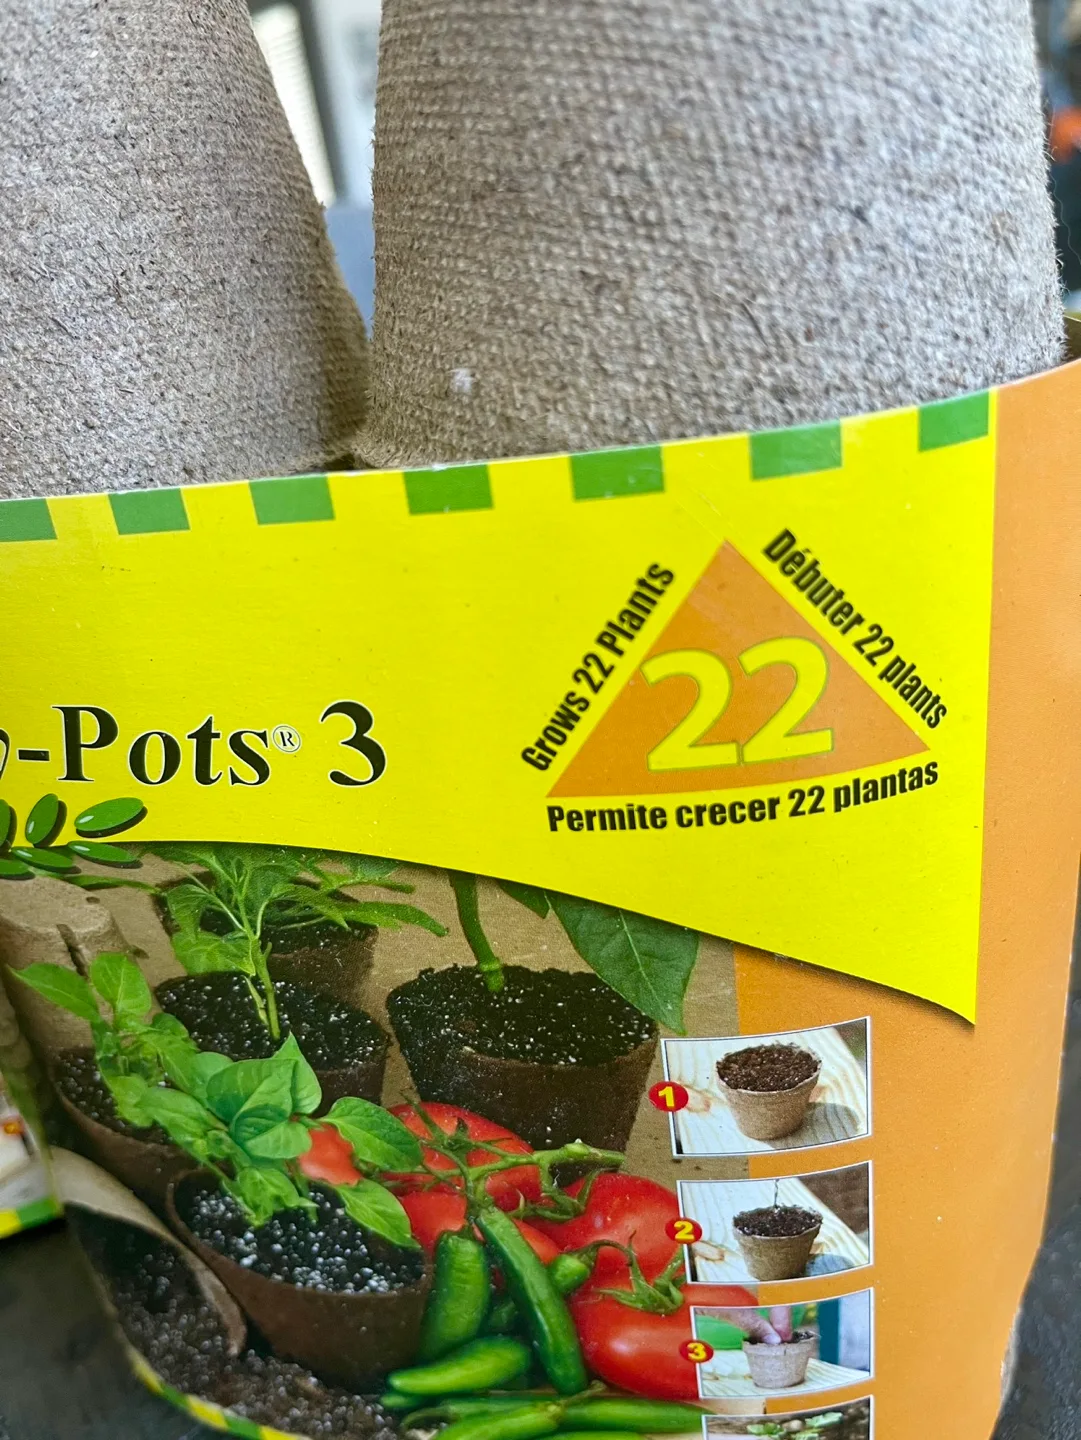 -Pots® 3
Grows 22 Plants
Débuter 22 plants
22
Permite crecer 22 plantas
1
2
3